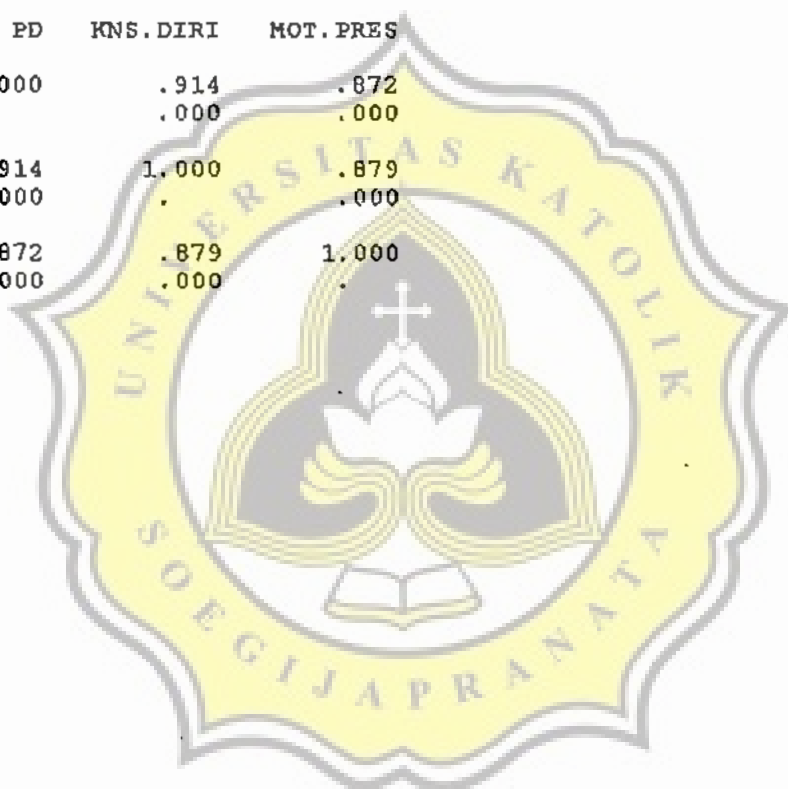 PD KNS.DIRI MOT.PRES
000 .914 .872
.000 .000
914 1.000 .879
000 . .000
872 .879 1.000
000 .000 .
UNIVERSITAS KATOLIK
SOEGIJAPRANATA